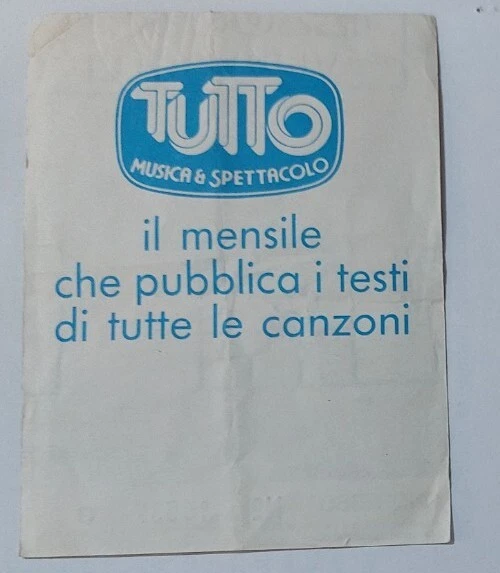 TUTTO
MUSICA & SPETTACOLO
il mensile
che pubblica i testi
di tutte le canzoni